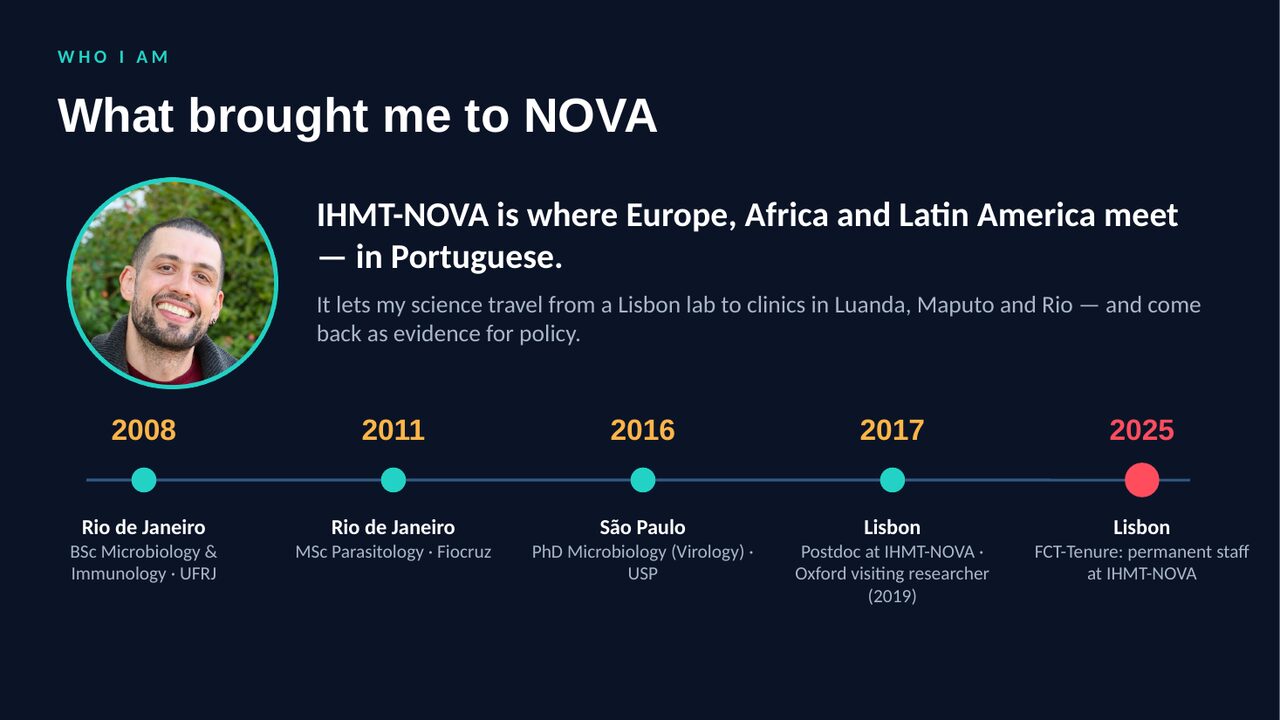 WHO I AM
What brought me to NOVA
IHMT-NOVA is where Europe, Africa and Latin America meet
— in Portuguese.
It lets my science travel from a Lisbon lab to clinics in Luanda, Maputo and Rio — and come
back as evidence for policy.
2008
2011
2016
2017
2025
Rio de Janeiro
BSc Microbiology &
Immunology · UFRJ
Rio de Janeiro
MSc Parasitology · Fiocruz
São Paulo
PhD Microbiology (Virology) ·
USP
Lisbon
Postdoc at IHMT-NOVA ·
Oxford visiting researcher
(2019)
Lisbon
FCT-Tenure: permanent staff
at IHMT-NOVA